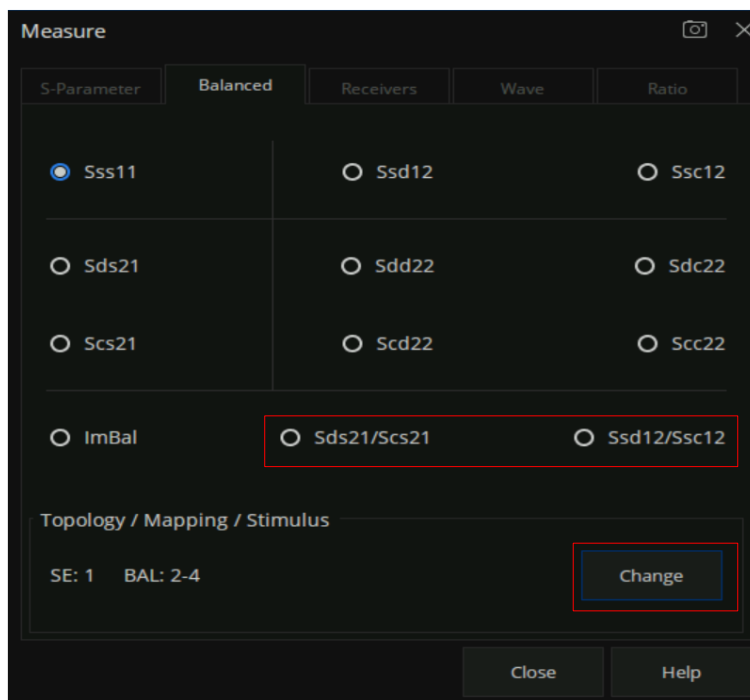 Measure
S-Parameter Balanced Receivers Wave Ratio
Sss11 Ssd12 Ssc12
Sds21 Sdd22 Sdc22
Scs21 Scd22 Scc22
ImBal Sds21/Scs21 Ssd12/Ssc12
Topology / Mapping / Stimulus
SE: 1 BAL: 2-4 Change
Close Help